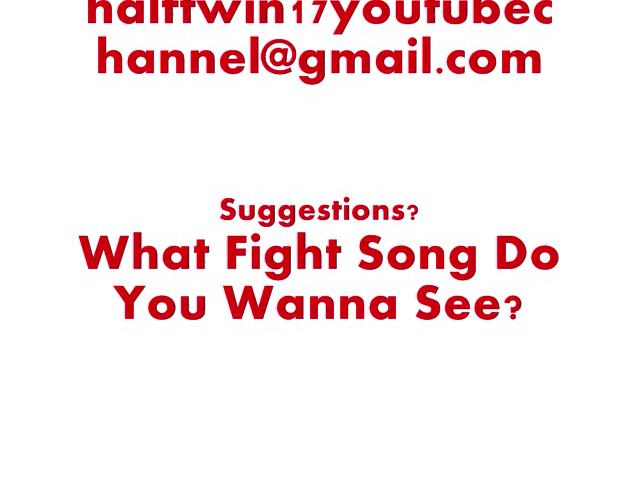 halftwin17youtubec
hannel@gmail.com
Suggestions?
What Fight Song Do
You Wanna See?